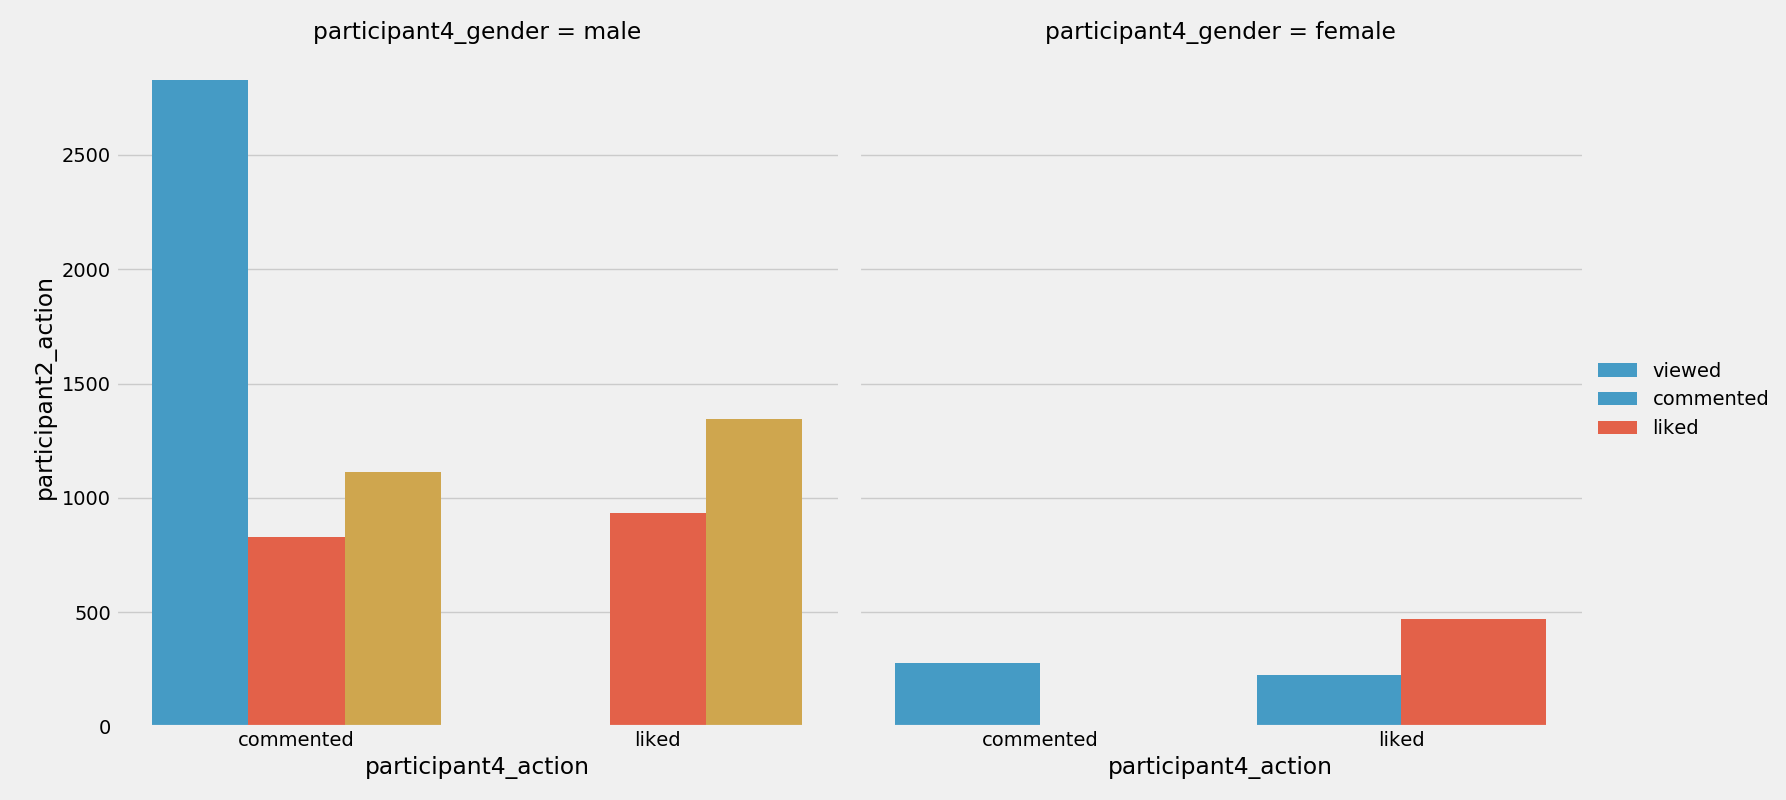 participant4_gender = male
participant4_gender = female
participant2_action
2500
2000
1500
1000
500
0
commented
liked
participant4_action
commented
liked
participant4_action
viewed
commented
liked